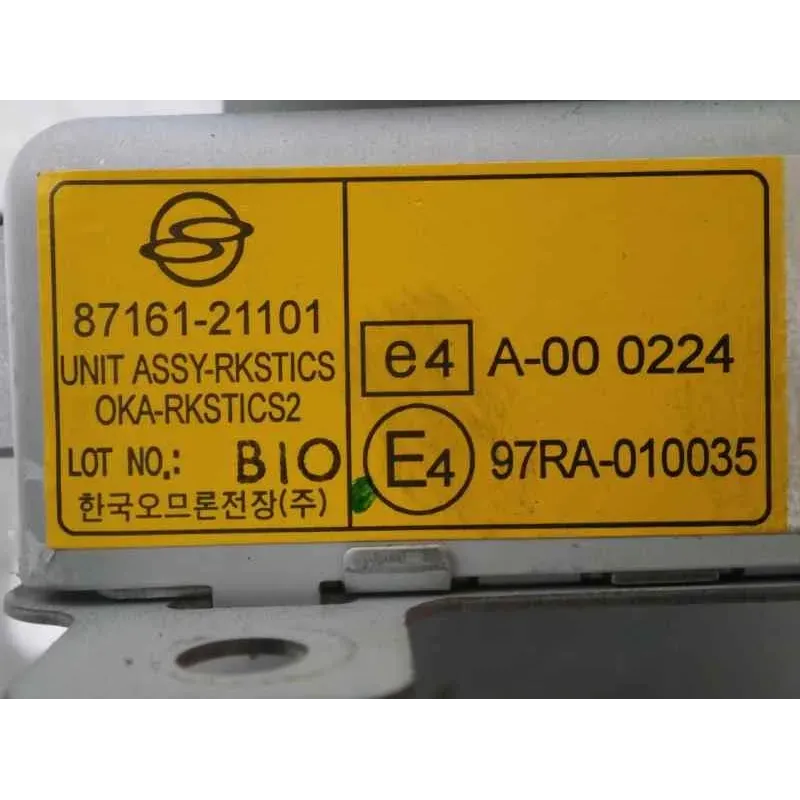 87161-21101
UNIT ASSY-RKSTICS
OKA-RKSTICS2
LOT NO.: B10
한국오므론전장(주)
e4 A-00 0224
E4 97RA-010035